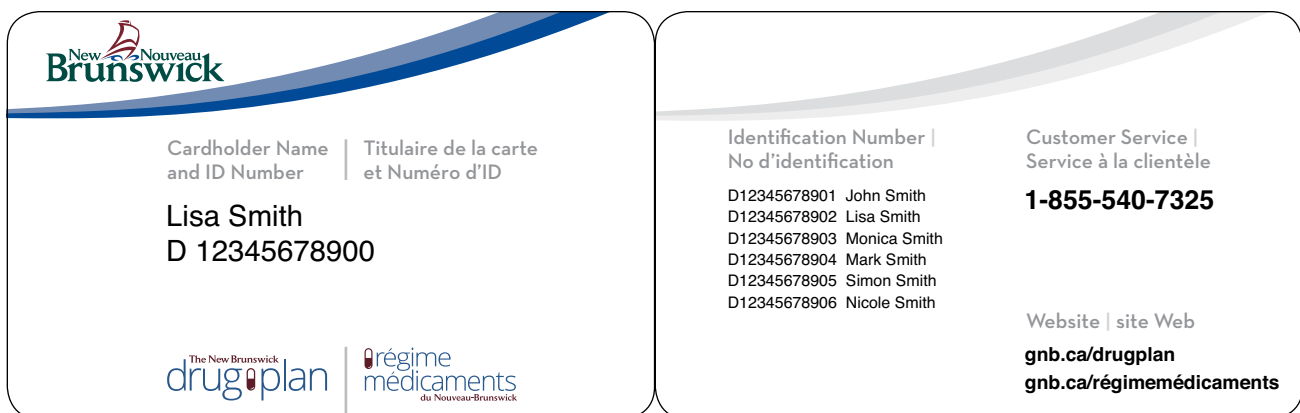 New Nouveau
Brunswick
Cardholder Name
and ID Number
Titulaire de la carte
et Numéro d'ID
Lisa Smith
D 12345678900
The New Brunswick
drug plan
régime
médicaments
du Nouveau-Brunswick
Identification Number |
No d'identification
D12345678901 John Smith
D12345678902 Lisa Smith
D12345678903 Monica Smith
D12345678904 Mark Smith
D12345678905 Simon Smith
D12345678906 Nicole Smith
Customer Service |
Service à la clientèle
1-855-540-7325
Website | site Web
gnb.ca/drugplan
gnb.ca/régimemédicaments